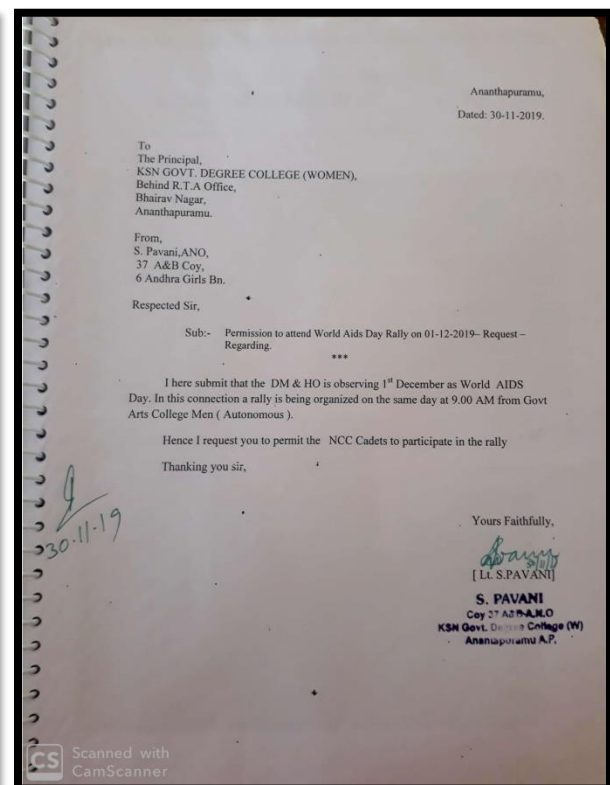 Ananthapuramu,
Dated: 30-11-2019.
To
The Principal,
KSN GOVT. DEGREE COLLEGE (WOMEN),
Behind R.T.A Office,
Bhairav Nagar,
Ananthapuramu.
From,
S. Pavani,ANO,
37 A&B Coy,
6 Andhra Girls Bn.
Respected Sir,
Sub:- Permission to attend World Aids Day Rally on 01-12-2019– Request –
Regarding.
***
I here submit that the DM & HO is observing 1st December as World AIDS
Day. In this connection a rally is being organized on the same day at 9.00 AM from Govt
Arts College Men ( Autonomous ).
Hence I request you to permit the NCC Cadets to participate in the rally
Thanking you sir,
30-11-19
Yours Faithfully,
[ Lt. S.PAVANI]
S. PAVANI
Coy 37 A&B A.N.O
KSN Govt. Degree College (W)
Ananthapuramu A.P.
CS Scanned with
CamScanner